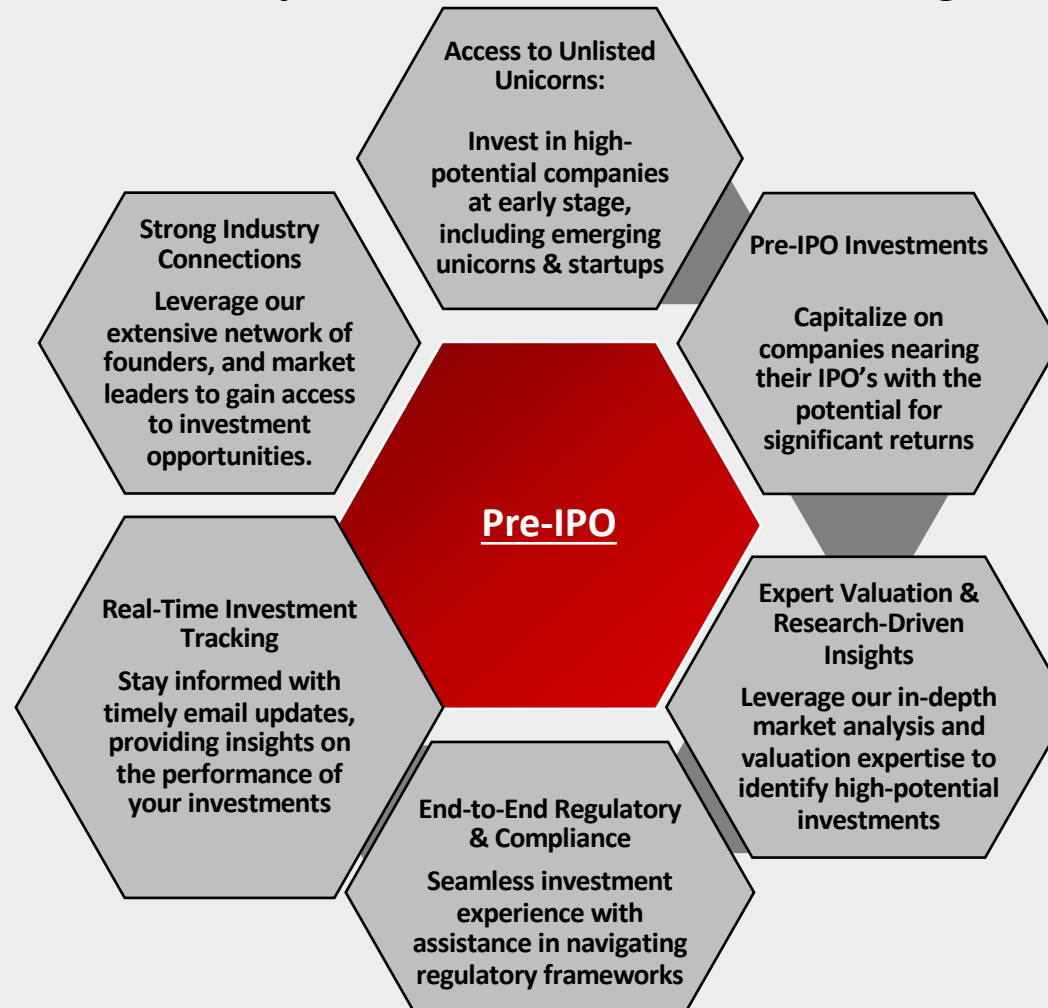 Access to Unlisted
Unicorns:
Invest in high-
potential companies
at early stage,
including emerging
unicorns & startups
Pre-IPO Investments
Capitalize on
companies nearing
their IPO's with the
potential for
significant returns
Expert Valuation &
Research-Driven
Insights
Leverage our in-depth
market analysis and
valuation expertise to
identify high-potential
investments
End-to-End Regulatory
& Compliance
Seamless investment
experience with
assistance in navigating
regulatory frameworks
Real-Time Investment
Tracking
Stay informed with
timely email updates,
providing insights on
the performance of
your investments
Strong Industry
Connections
Leverage our
extensive network of
founders, and market
leaders to gain access
to investment
opportunities.
Pre-IPO